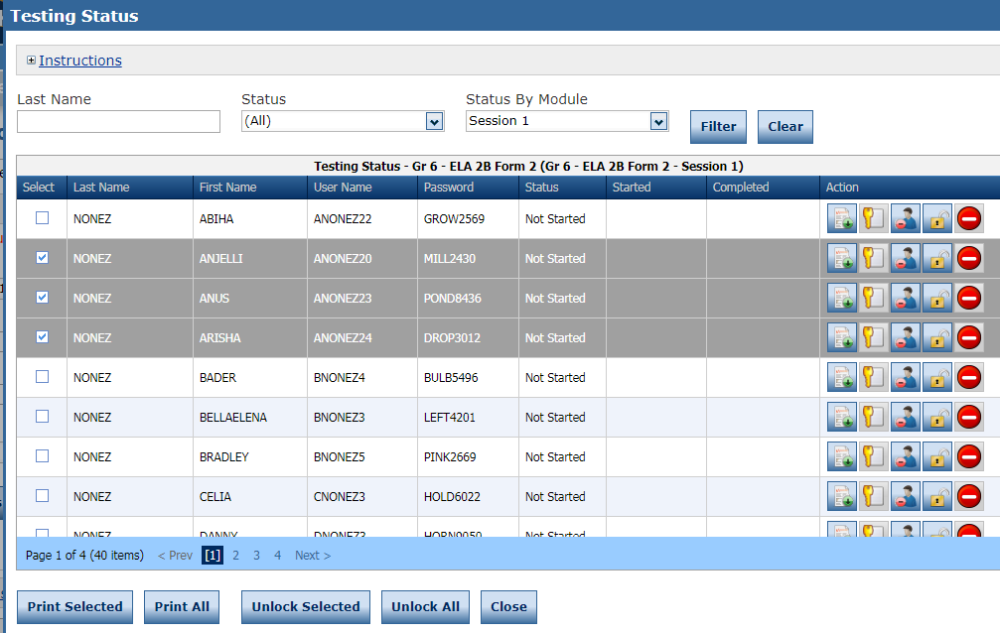 Testing Status
Instructions
Last Name Status Status By Module
(All) Session 1 Filter Clear
Testing Status - Gr 6 - ELA 2B Form 2 (Gr 6 - ELA 2B Form 2 - Session 1)
Select Last Name First Name User Name Password Status Started Completed Action
NONEZ ABIHA ANONEZ22 GROW2569 Not Started
NONEZ ANJELLI ANONEZ20 MILL2430 Not Started
NONEZ ANUS ANONEZ23 POND8436 Not Started
NONEZ ARISHA ANONEZ24 DROP3012 Not Started
NONEZ BADER BNONEZ4 BULB5496 Not Started
NONEZ BELLAELENA BNONEZ3 LEFT4201 Not Started
NONEZ BRADLEY BNONEZ5 PINK2669 Not Started
NONEZ CELIA CNONEZ3 HOLD6022 Not Started
NONEZ DANNY DNONEZ3 HORN9050 Not Started
Page 1 of 4 (40 items) < Prev [1] 2 3 4 Next >
Print Selected Print All Unlock Selected Unlock All Close